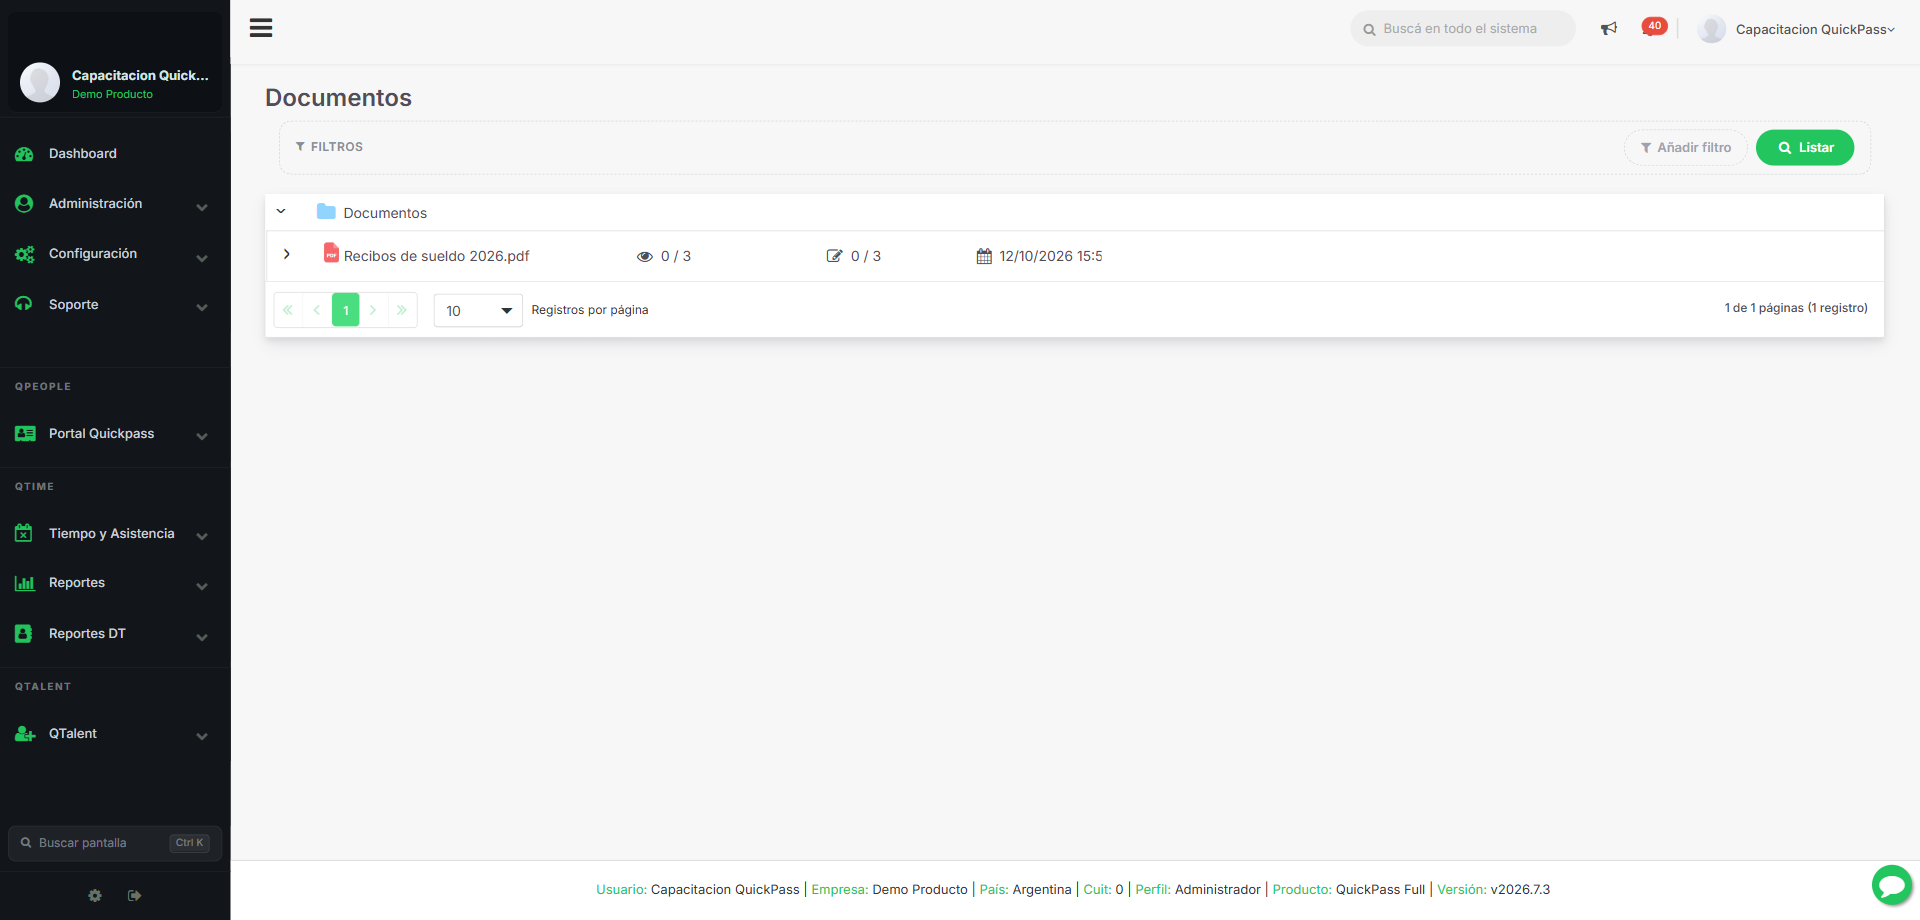 Capacitacion Quick...
Demo Producto
Dashboard
Administración
Configuración
Soporte
QPEOPLE
Portal Quickpass
QTIME
Tiempo y Asistencia
Reportes
Reportes DT
QTALENT
QTalent
Buscar pantalla
Ctrl K
Buscá en todo el sistema
40
Capacitacion QuickPass
Documentos
FILTROS
Añadir filtro
Listar
Documentos
PDF
Recibos de sueldo 2026.pdf
0 / 3
0 / 3
12/10/2026 15:5
« ‹ 1 › »
10
Registros por página
1 de 1 páginas (1 registro)
Usuario: Capacitacion QuickPass | Empresa: Demo Producto | País: Argentina | Cuit: 0 | Perfil: Administrador | Producto: QuickPass Full | Versión: v2026.7.3